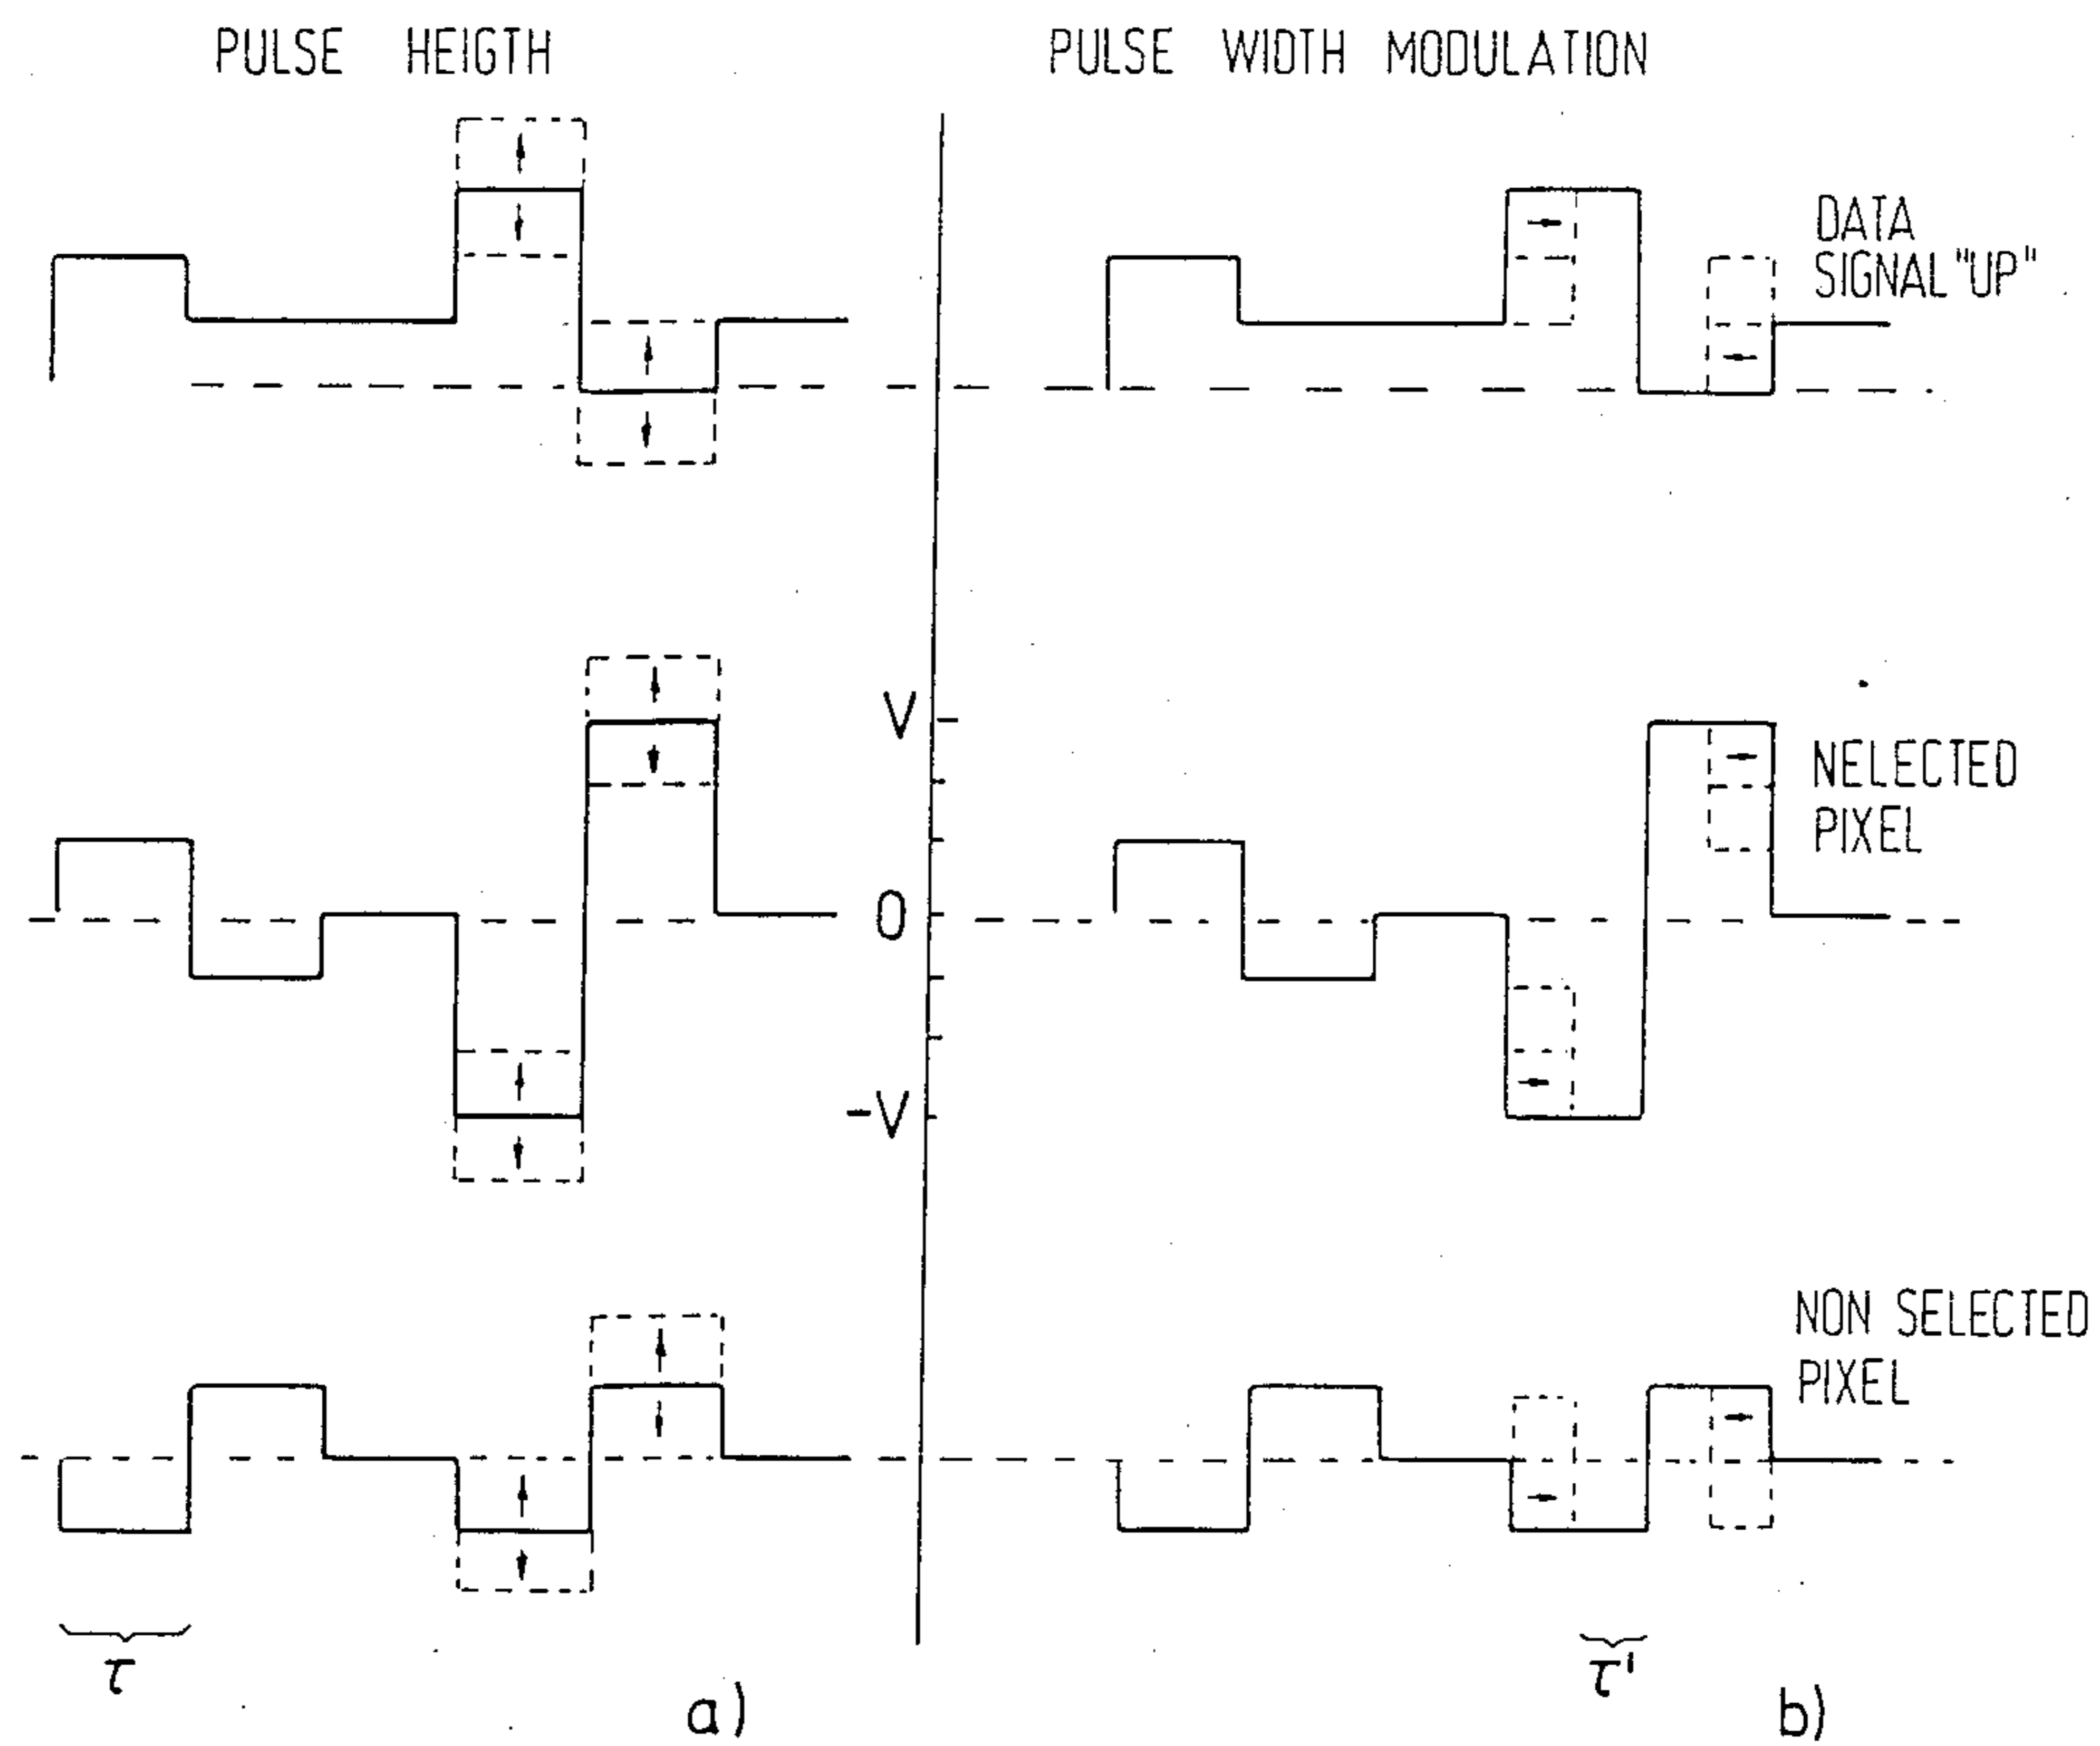 PULSE HEIGTH
PULSE WIDTH MODULATION
DATA
SIGNAL "UP"
V
NELECTED
PIXEL
0
-V
NON SELECTED
PIXEL
τ
τ'
a)
b)